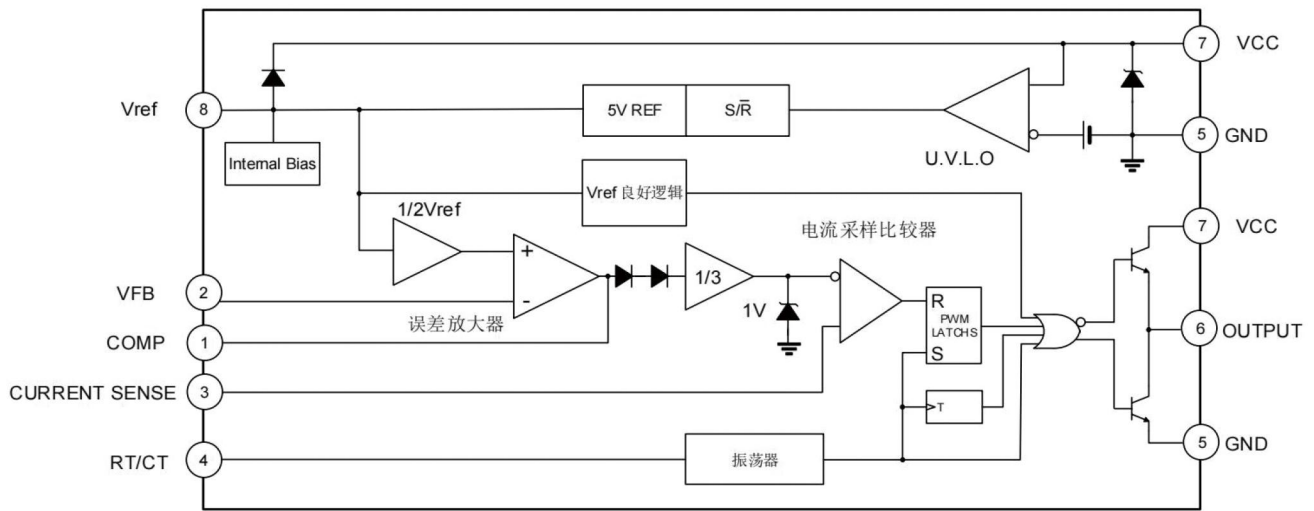 7
VCC
Vref
8
5V REF
S/R̅
5
GND
Internal Bias
U.V.L.O
Vref 良好逻辑
1/2Vref
电流采样比较器
7
VCC
+
1/3
VFB
2
-
误差放大器
1V
R
PWM
LATCHS
S
6
OUTPUT
COMP
1
CURRENT SENSE
3
T
RT/CT
4
振荡器
5
GND